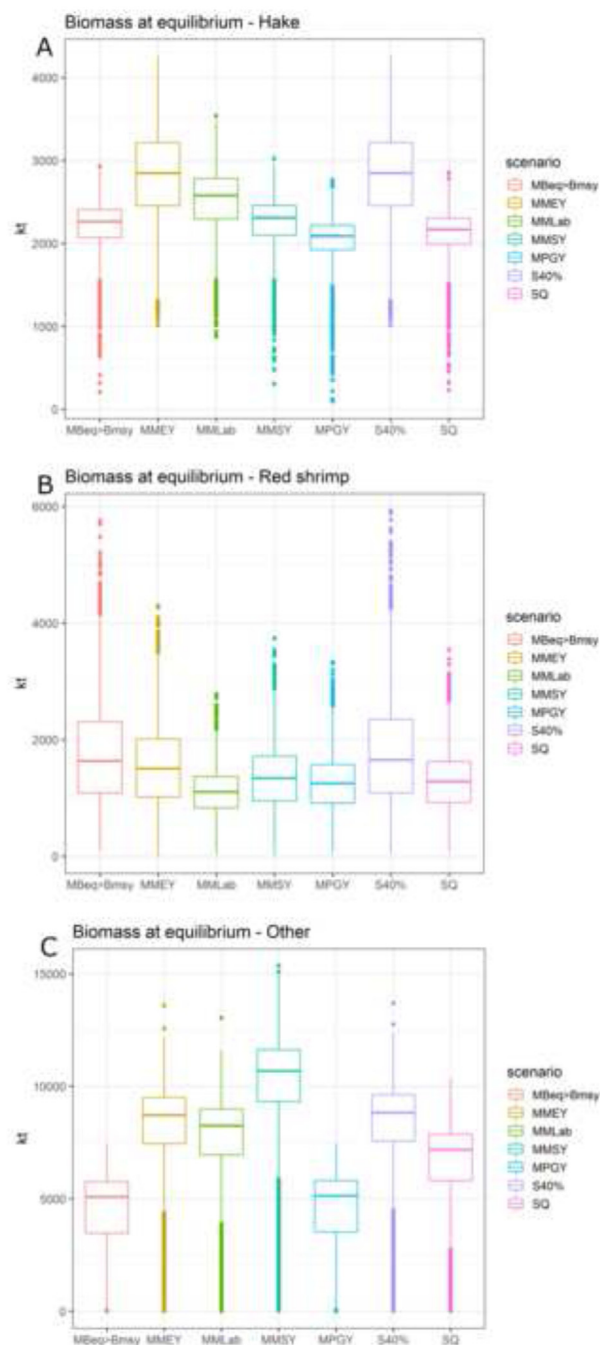 A
Biomass at equilibrium - Hake
4000
3000
2000
1000
0
kt
MBeq>Bmsy MMEY MMLab MMSY MPGY S40% SQ
scenario
MBeq>Bmsy
MMEY
MMLab
MMSY
MPGY
S40%
SQ
B
Biomass at equilibrium - Red shrimp
6000
4000
2000
0
kt
MBeq>Bmsy MMEY MMLab MMSY MPGY S40% SQ
scenario
MBeq>Bmsy
MMEY
MMLab
MMSY
MPGY
S40%
SQ
C
Biomass at equilibrium - Other
15000
10000
5000
0
kt
MBeq>Bmsy MMEY MMLab MMSY MPGY S40% SQ
scenario
MBeq>Bmsy
MMEY
MMLab
MMSY
MPGY
S40%
SQ